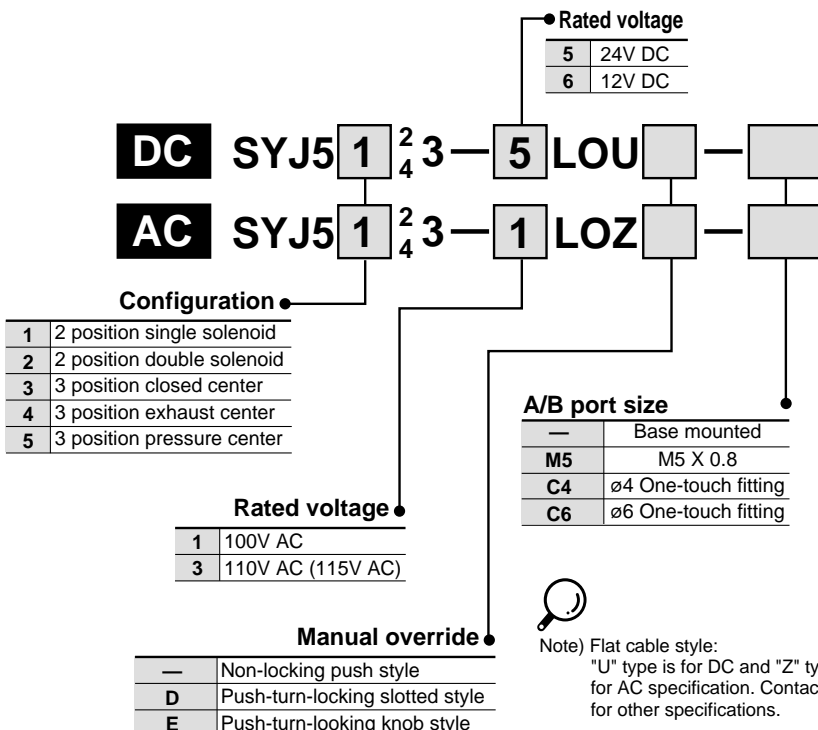 Rated voltage
5 24V DC
6 12V DC
DC SYJ5 1 2 4 3 — 5 LOU —
AC SYJ5 1 2 4 3 — 1 LOZ —
Configuration
1 2 position single solenoid
2 2 position double solenoid
3 3 position closed center
4 3 position exhaust center
5 3 position pressure center
A/B port size
— Base mounted
M5 M5 X 0.8
C4 ø4 One-touch fitting
C6 ø6 One-touch fitting
Rated voltage
1 100V AC
3 110V AC (115V AC)
Manual override
— Non-locking push style
D Push-turn-locking slotted style
E Push-turn-looking knob style
Note) Flat cable style:
"U" type is for DC and "Z" ty
for AC specification. Contac
for other specifications.